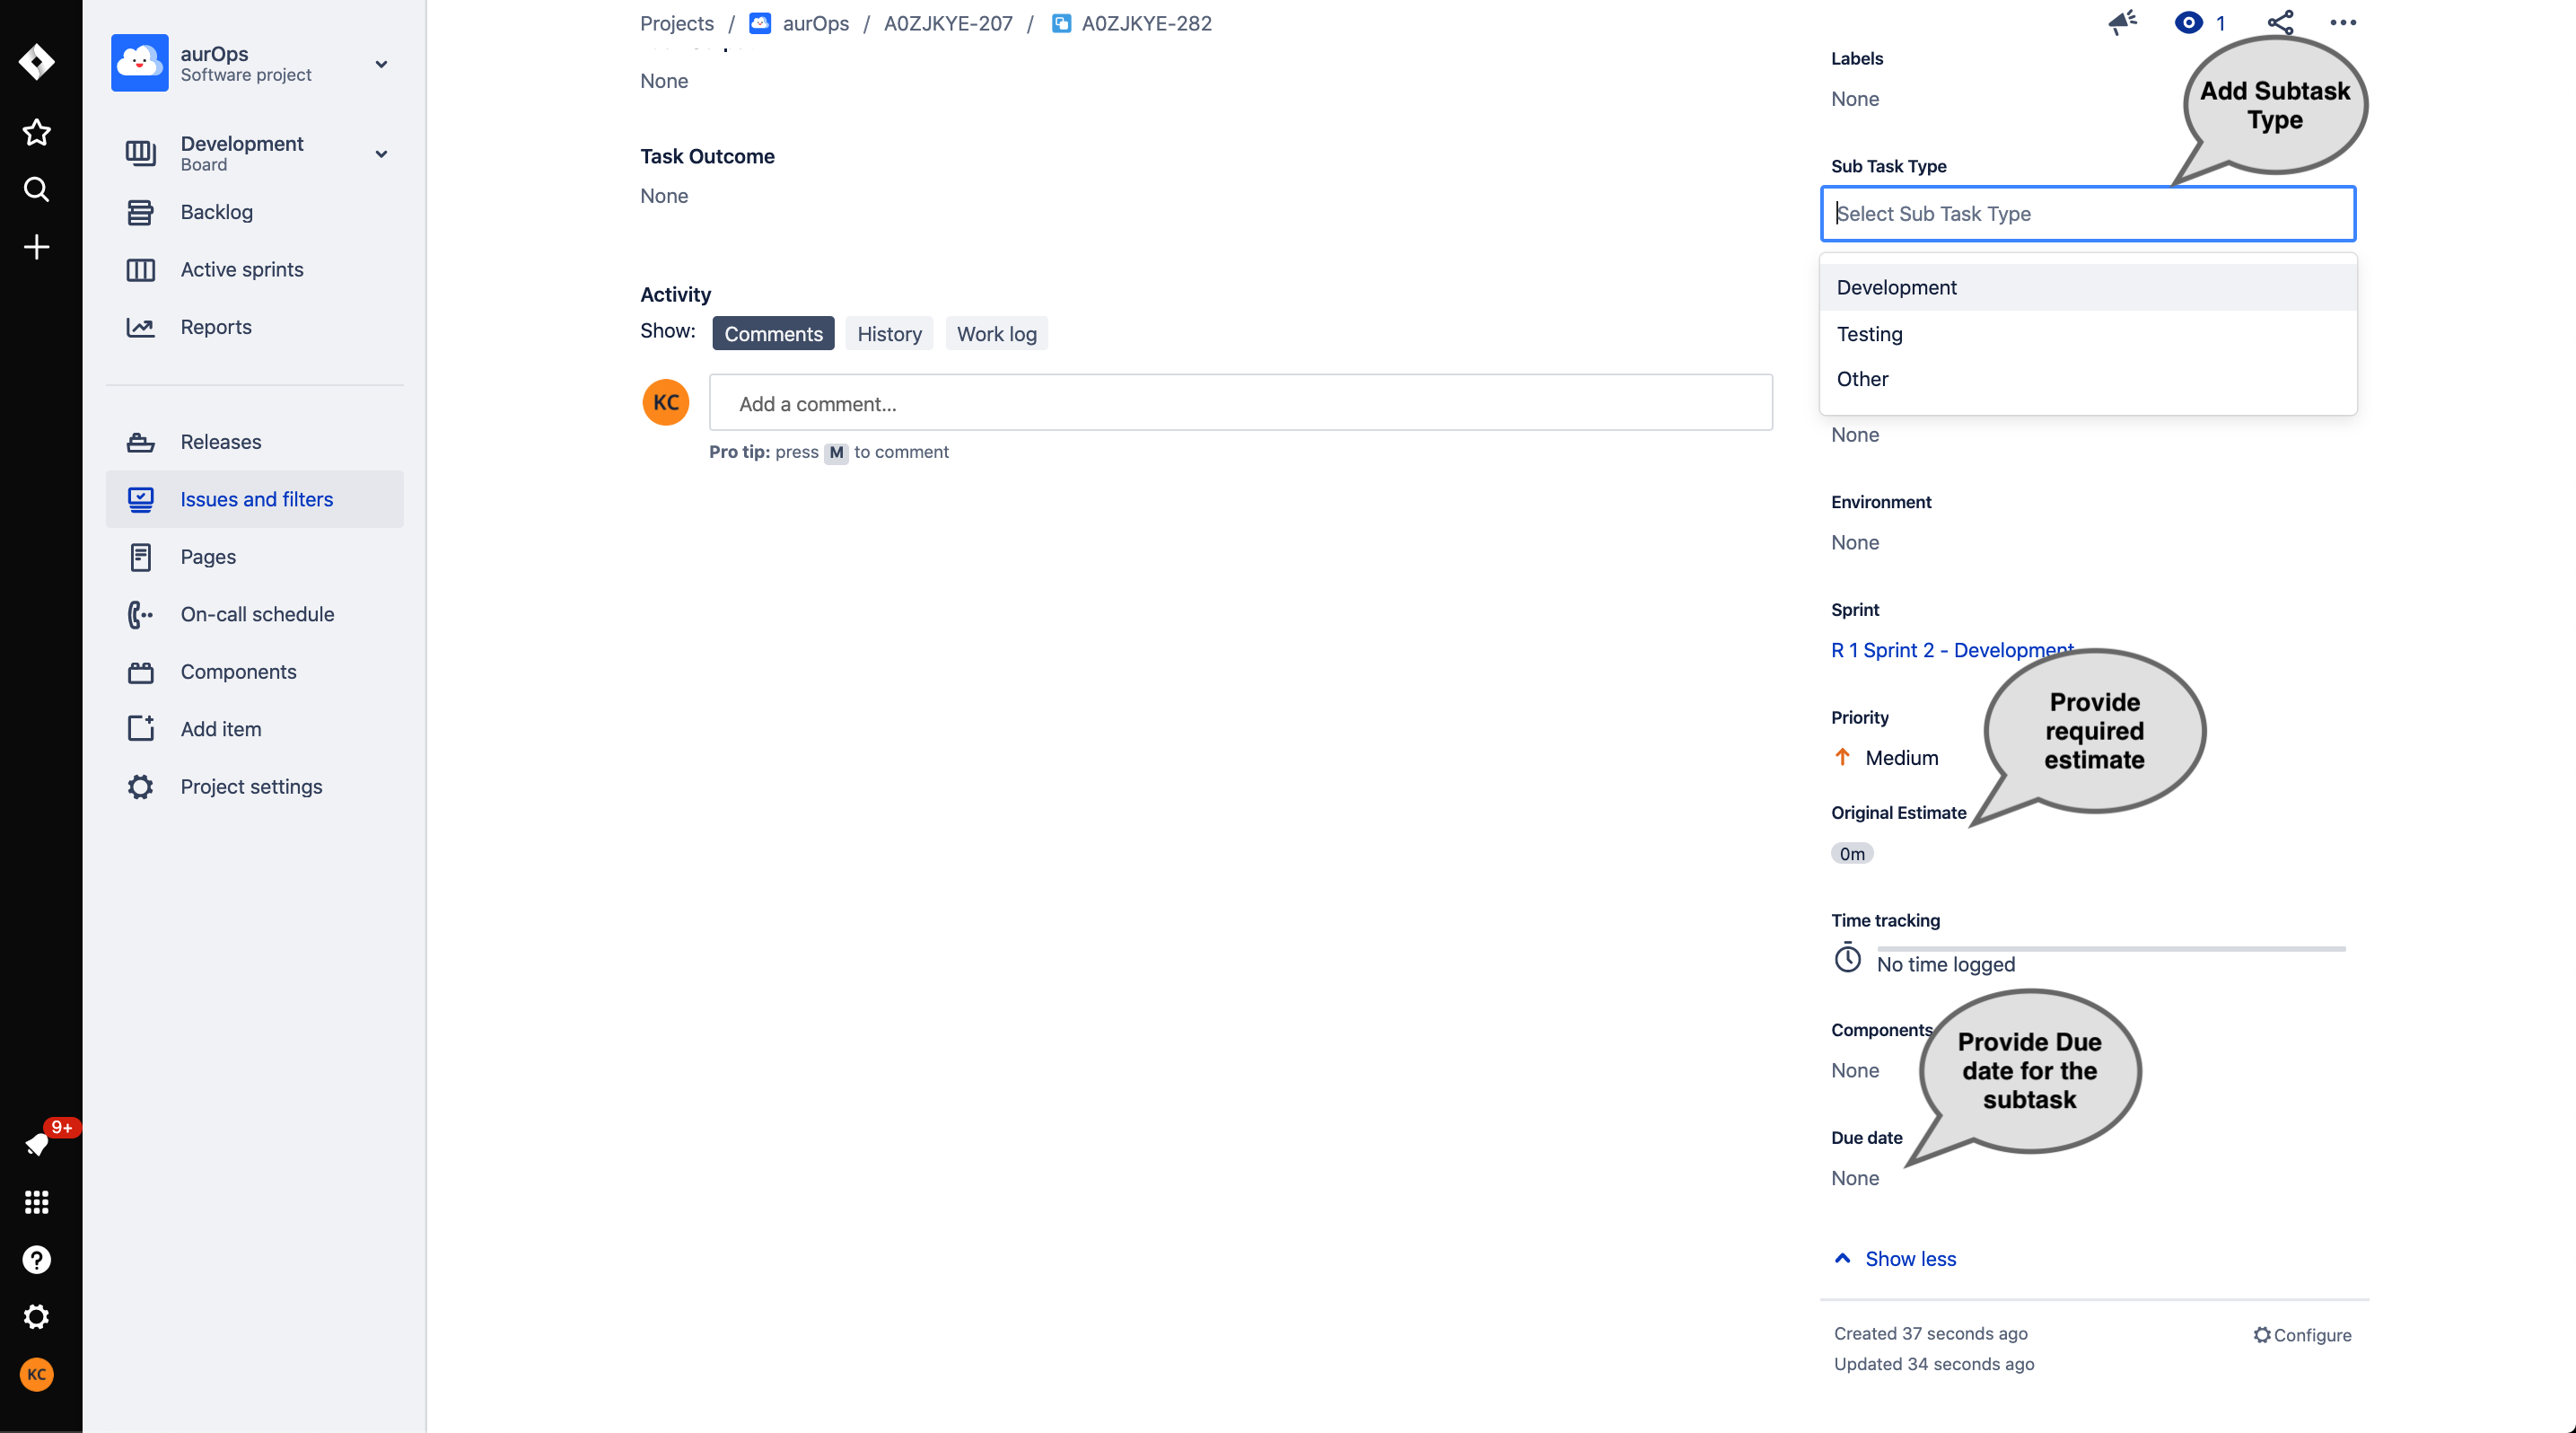 Projects / aurOps / A0ZJKYE-207 / A0ZJKYE-282
1
aurOps
Software project
Development
Board
Backlog
Active sprints
Reports
Releases
Issues and filters
Pages
On-call schedule
Components
Add item
Project settings
9+
?
KC
None
Task Outcome
None
Activity
Show: Comments History Work log
KC
Add a comment...
Pro tip: press M to comment
Labels
None
Add Subtask
Type
Sub Task Type
Select Sub Task Type
Development
Testing
Other
None
Environment
None
Sprint
R 1 Sprint 2 - Development
Provide
required
estimate
Priority
Medium
Original Estimate
0m
Time tracking
No time logged
Components
None
Provide Due
date for the
subtask
Due date
None
Show less
Created 37 seconds ago
Configure
Updated 34 seconds ago